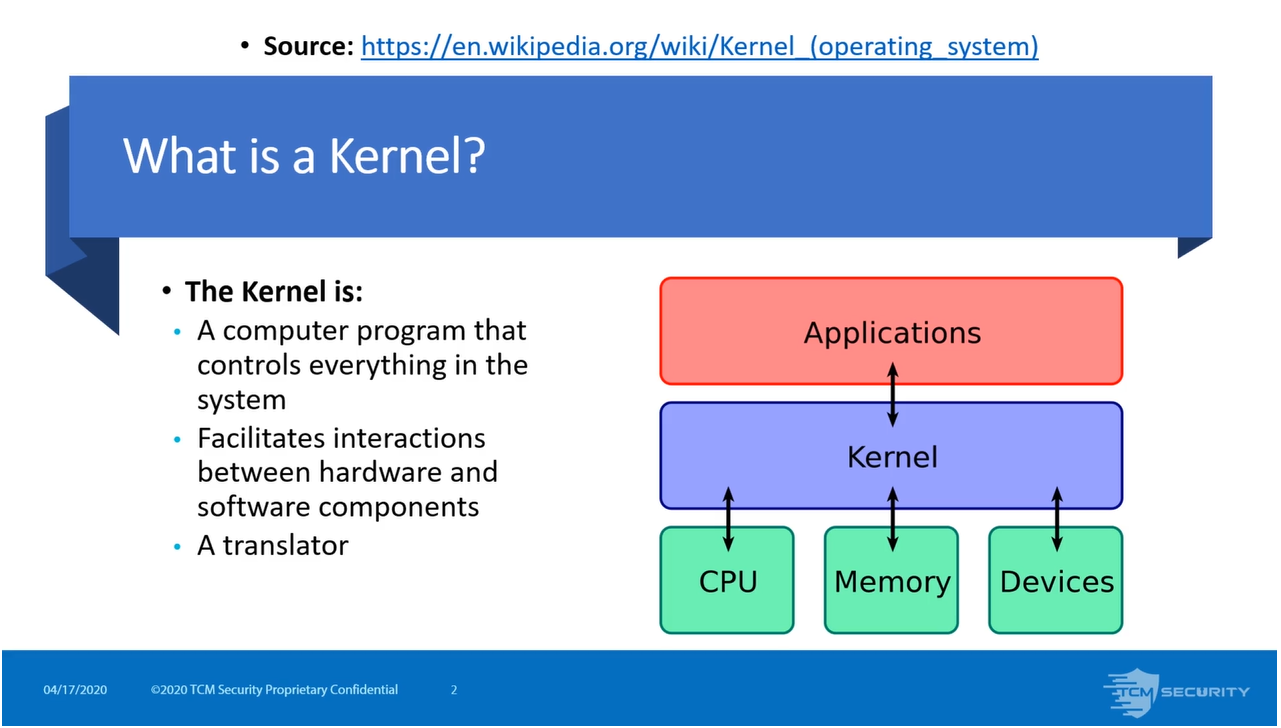 • Source: https://en.wikipedia.org/wiki/Kernel_(operating_system)
What is a Kernel?
• The Kernel is:
• A computer program that
controls everything in the
system
• Facilitates interactions
between hardware and
software components
• A translator
Applications
Kernel
CPU
Memory
Devices
04/17/2020
©2020 TCM Security Proprietary Confidential
2
TCM SECURITY